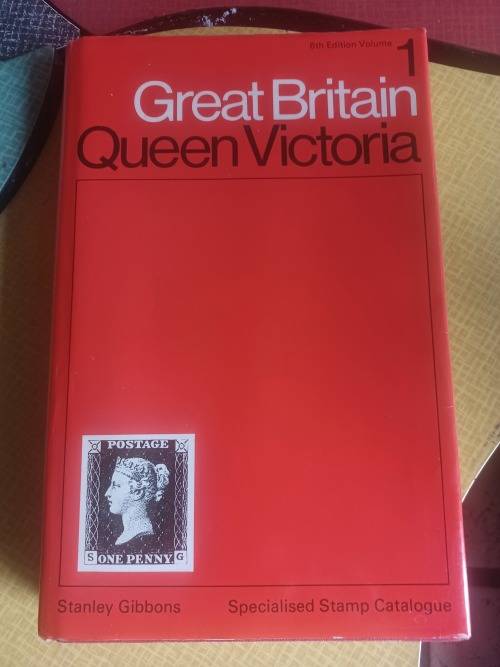 6th Edition Volume 1
Great Britain
Queen Victoria
POSTAGE
S ONE PENNY. G
Stanley Gibbons Specialised Stamp Catalogue